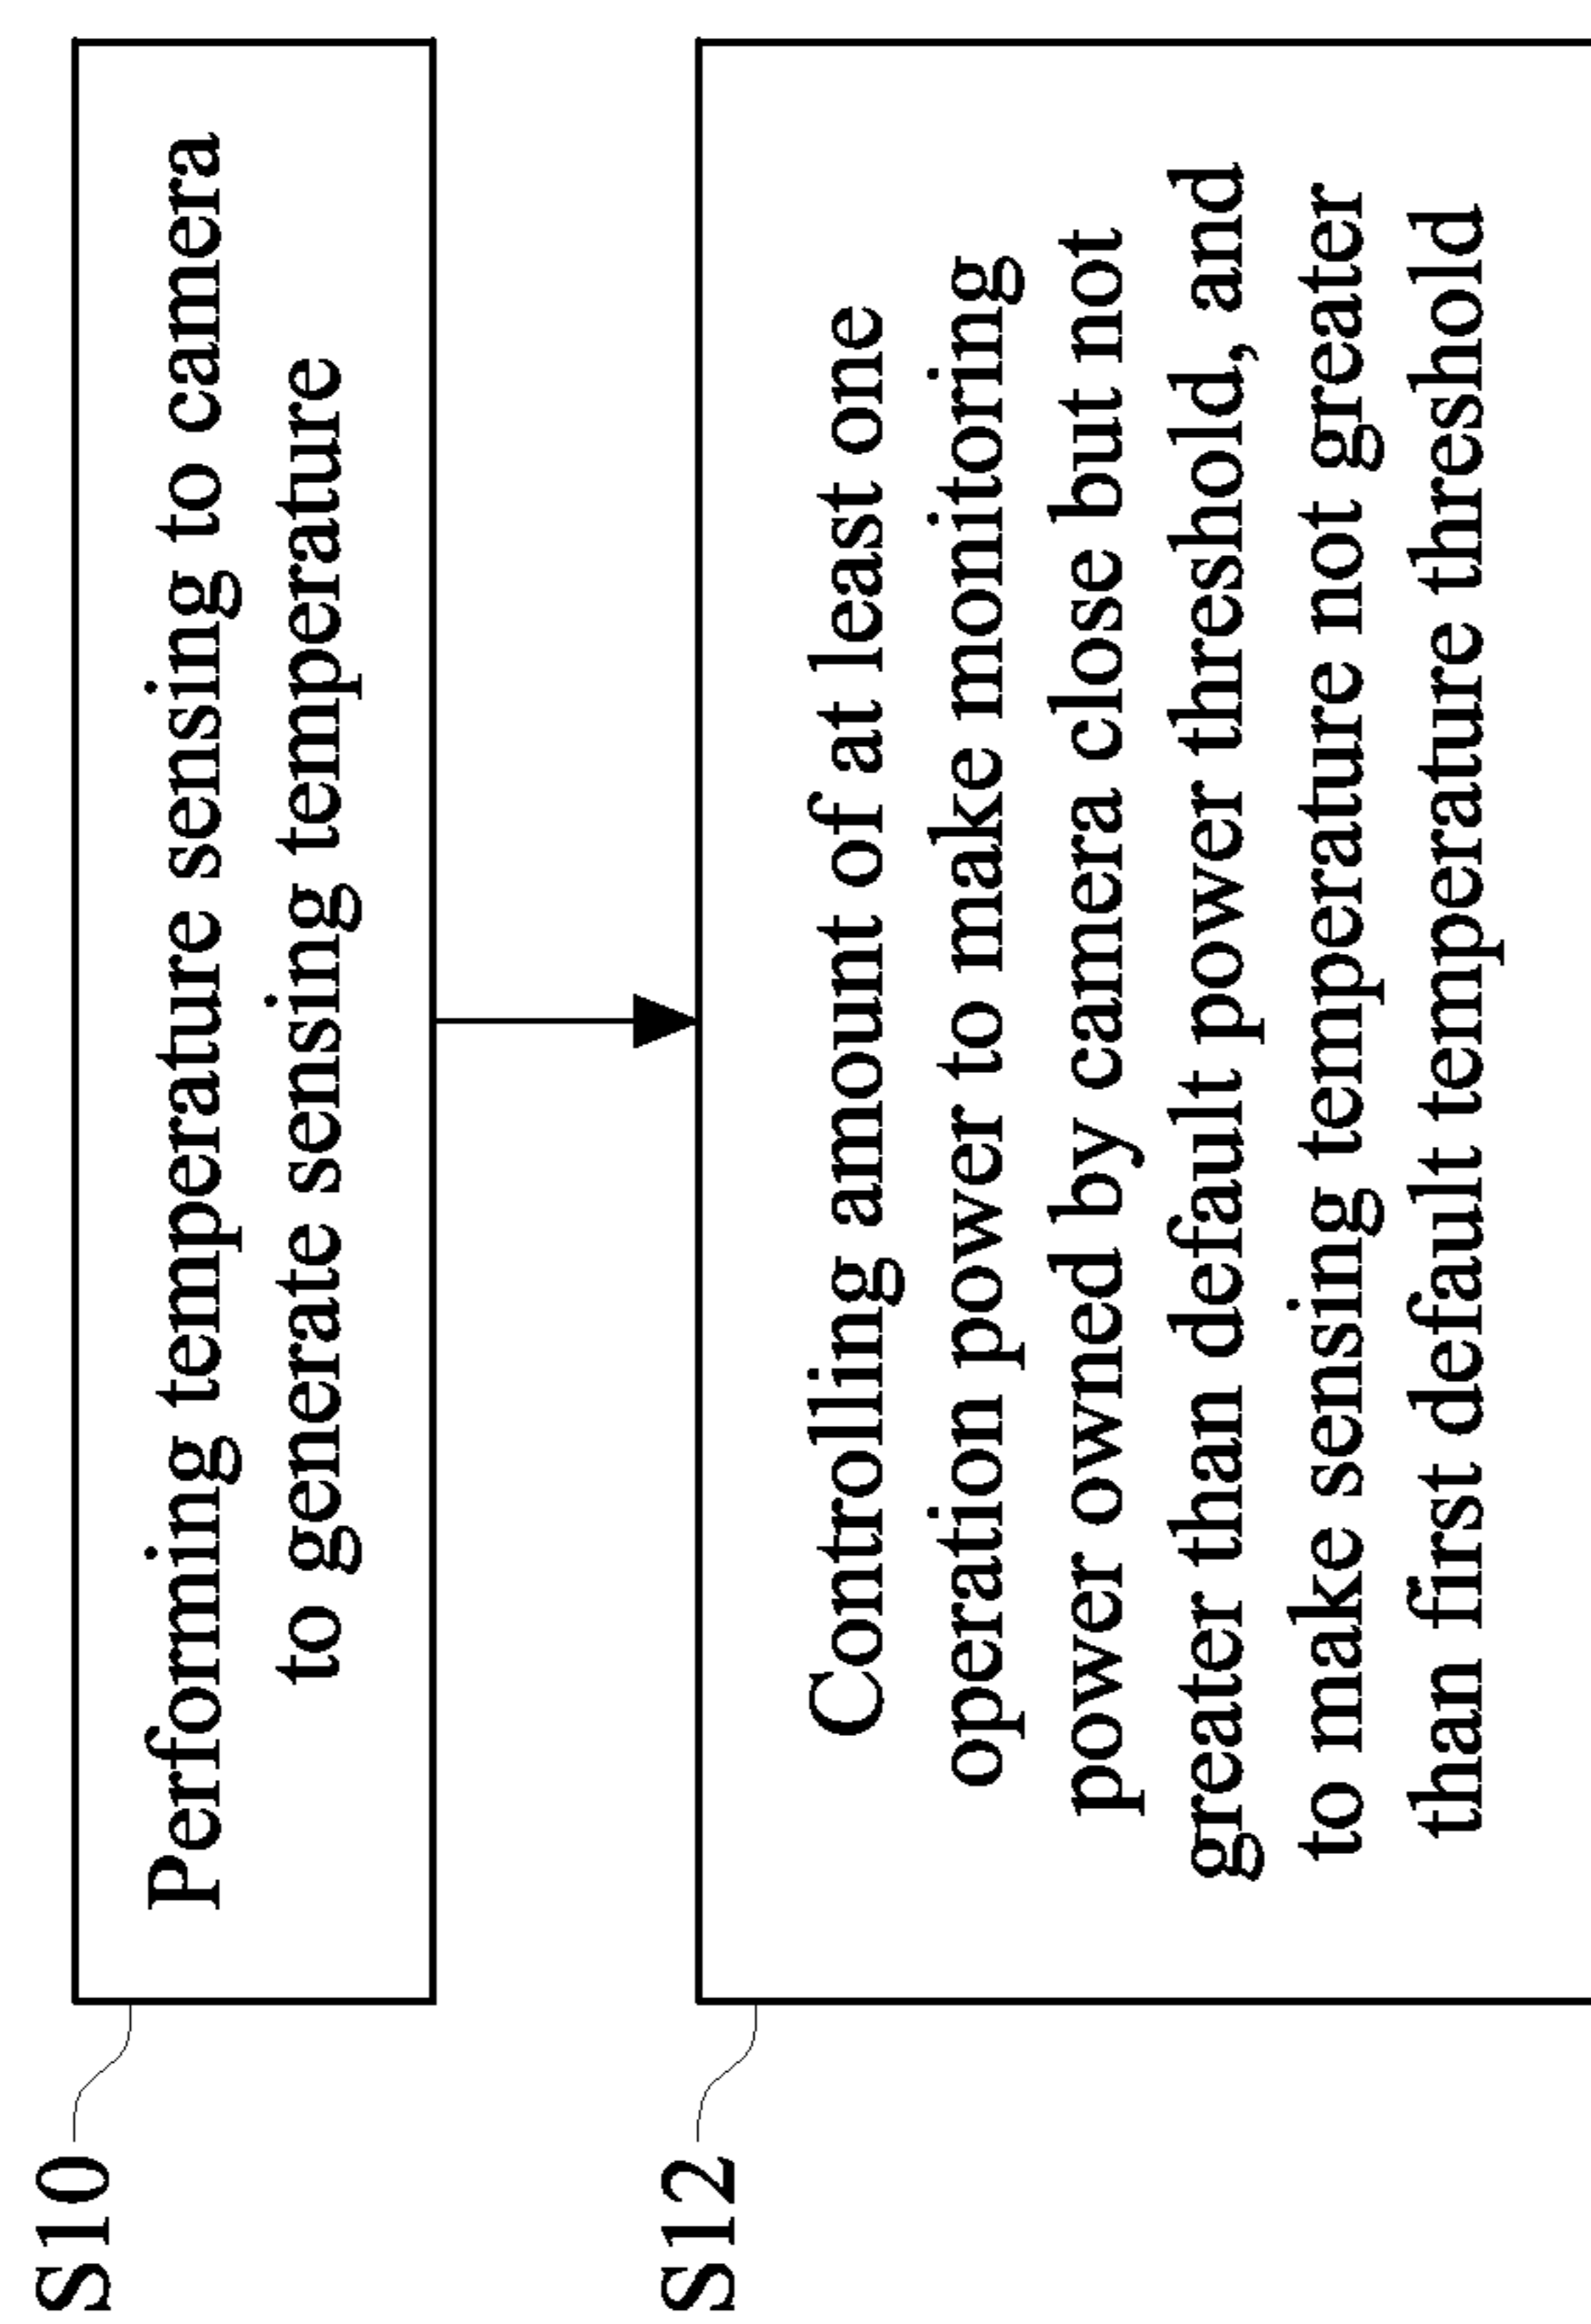 S10
Performing temperature sensing to camera
to generate sensing temperature
S12
Controlling amount of at least one
operation power to make monitoring
power owned by camera close but not
greater than default power threshold, and
to make sensing temperature not greater
than first default temperature threshold